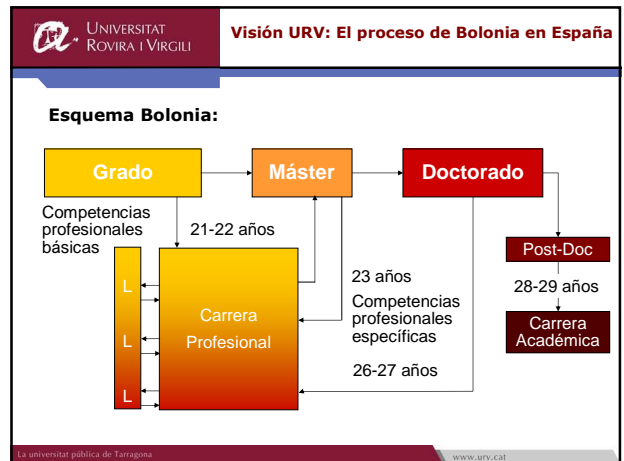 UNIVERSITAT
ROVIRA I VIRGILI
Visión URV: El proceso de Bolonia en España
Esquema Bolonia:
Grado
Máster
Doctorado
Competencias
profesionales
básicas
21-22 años
Post-Doc
L
23 años
28-29 años
Competencias
profesionales
específicas
Carrera
Profesional
Carrera
Académica
L
26-27 años
L
La universitat pública de Tarragona
www.urv.cat